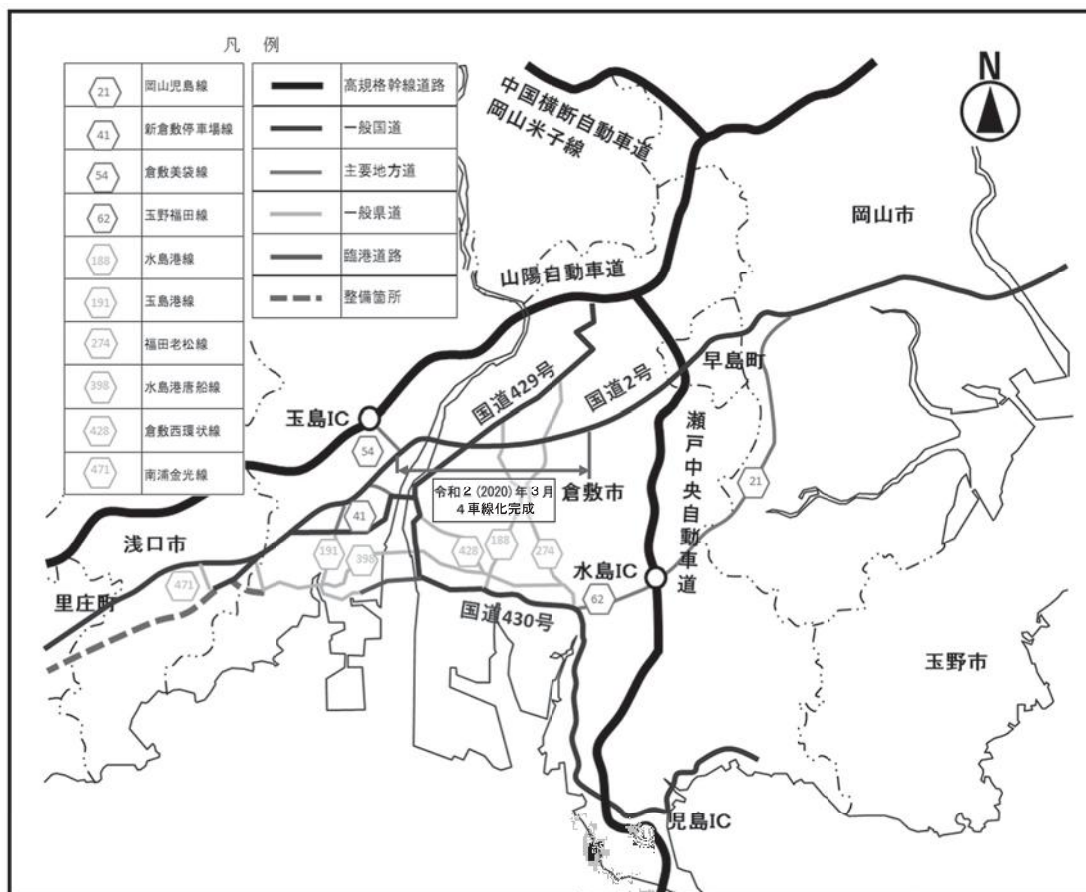 凡 例
21 岡山児島線
41 新倉敷停車場線
54 倉敷美袋線
62 玉野福田線
188 水島港線
191 玉島港線
274 福田老松線
398 水島港唐船線
428 倉敷西環状線
471 南浦金光線
高規格幹線道路
一般国道
主要地方道
一般県道
臨港道路
整備箇所
中国横断自動車道
岡山米子線
N
岡山市
山陽自動車道
早島町
国道429号
国道2号
玉島IC
54
瀬戸中央自動車道
21
令和2(2020)年3月
4車線化完成
倉敷市
41
浅口市
191
398
428
188
274
水島IC
471
里庄町
62
国道430号
玉野市
児島IC